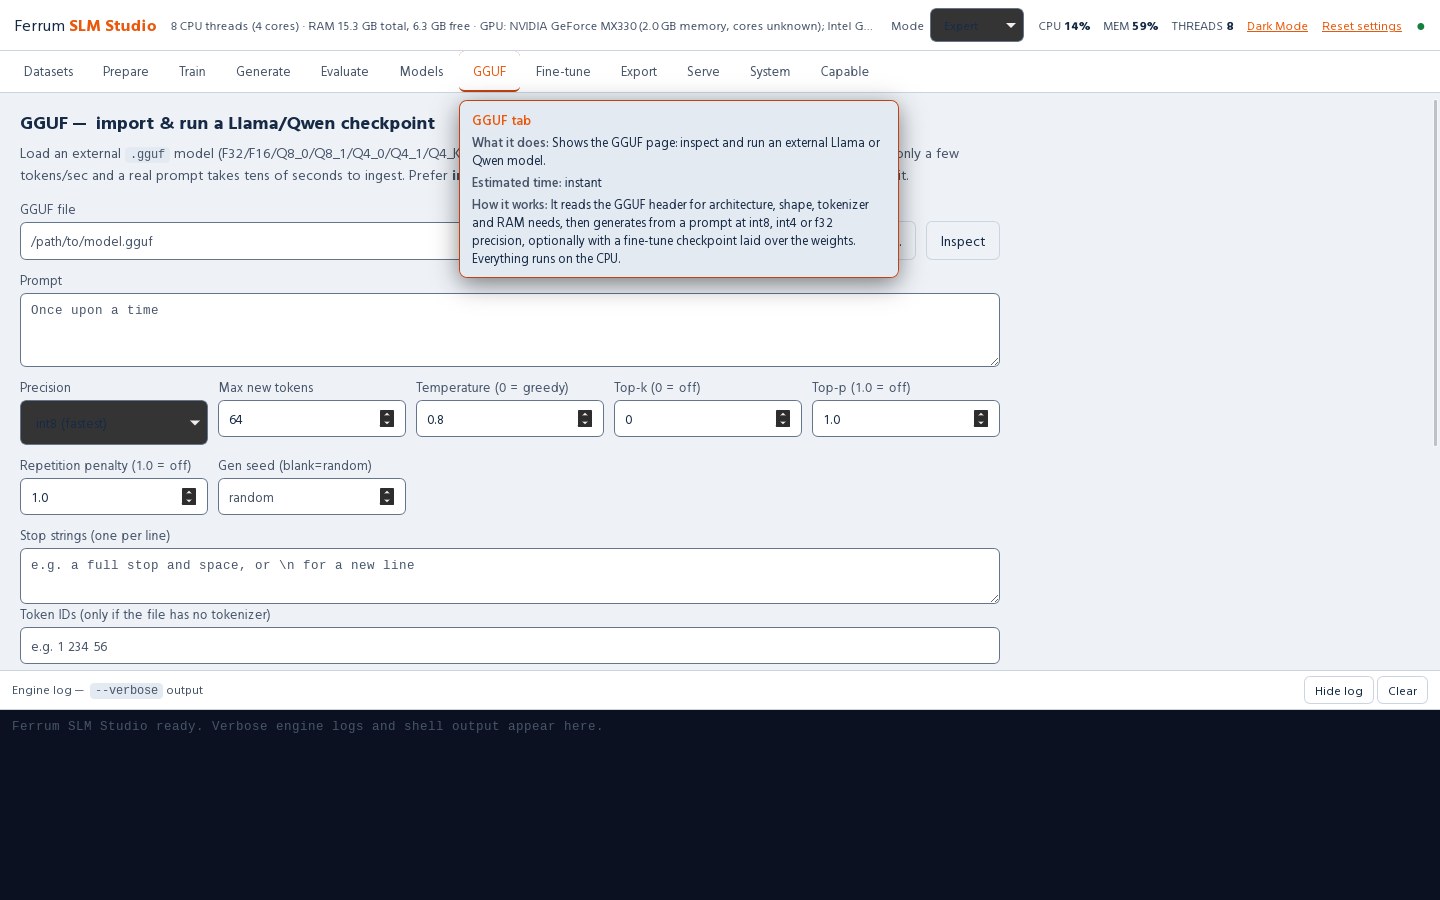 Ferrum SLM Studio
8 CPU threads (4 cores) · RAM 15.3 GB total, 6.3 GB free · GPU: NVIDIA GeForce MX330 (2.0 GB memory, cores unknown); Intel G…
Mode Expert
CPU 14% MEM 59% THREADS 8 Dark Mode Reset settings
Datasets Prepare Train Generate Evaluate Models GGUF Fine-tune Export Serve System Capable
GGUF — import & run a Llama/Qwen checkpoint
Load an external .gguf model (F32/F16/Q8_0/Q8_1/Q4_0/Q4_1/Q4_K only a few
tokens/sec and a real prompt takes tens of seconds to ingest. Prefer it.
GGUF tab
What it does: Shows the GGUF page: inspect and run an external Llama or
Qwen model.
Estimated time: instant
How it works: It reads the GGUF header for architecture, shape, tokenizer
and RAM needs, then generates from a prompt at int8, int4 or f32
precision, optionally with a fine-tune checkpoint laid over the weights.
Everything runs on the CPU.
GGUF file
/path/to/model.gguf
Inspect
Prompt
Once upon a time
Precision Max new tokens Temperature (0 = greedy) Top-k (0 = off) Top-p (1.0 = off)
int8 (fastest) 64 0.8 0 1.0
Repetition penalty (1.0 = off) Gen seed (blank=random)
1.0 random
Stop strings (one per line)
e.g. a full stop and space, or \n for a new line
Token IDs (only if the file has no tokenizer)
e.g. 1 234 56
Engine log — --verbose output
Hide log Clear
Ferrum SLM Studio ready. Verbose engine logs and shell output appear here.